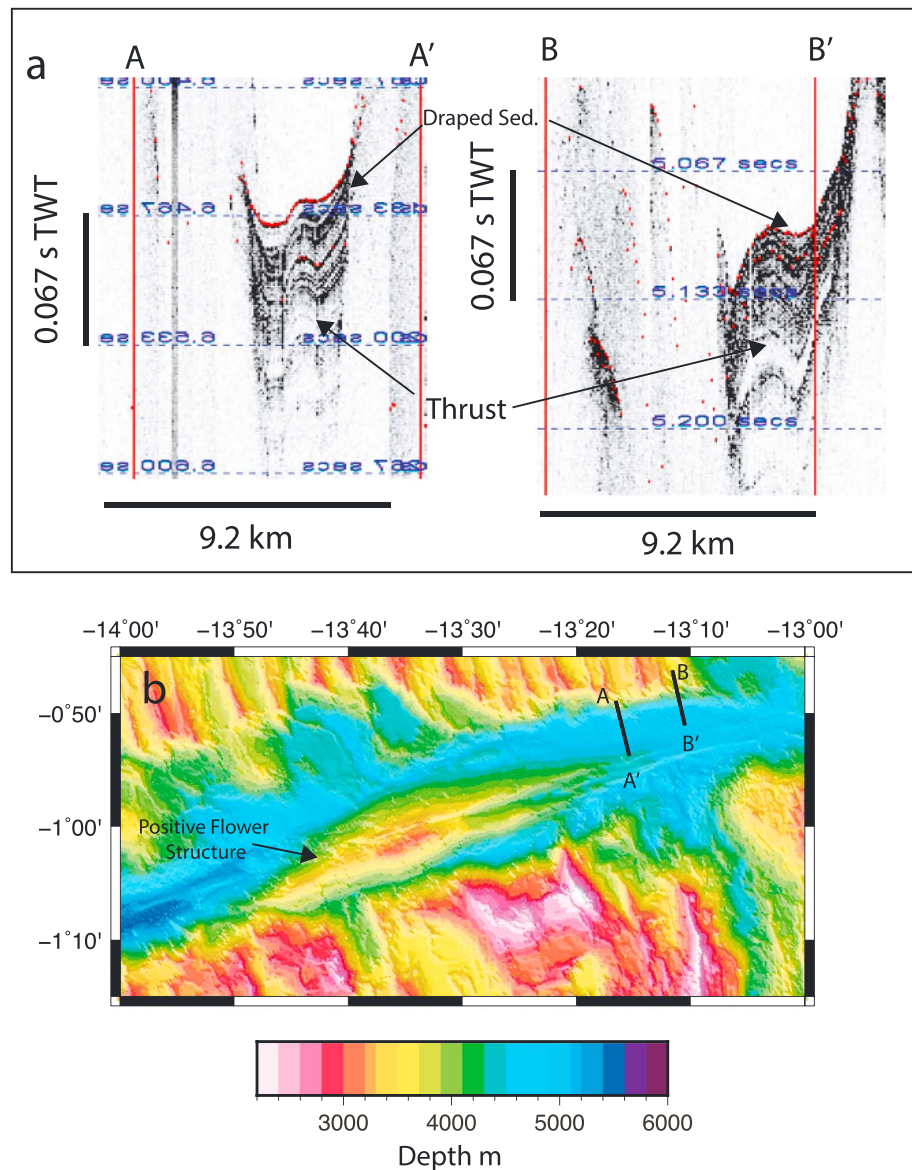 a
A
A'
B
B'
Draped Sed.
5.067 secs
0.067 s TWT
0.067 s TWT
5.133 secs
Thrust
5.200 secs
9.2 km
9.2 km
−14˚00' −13˚50' −13˚40' −13˚30' −13˚20' −13˚10' −13˚00'
b
−0˚50'
−1˚00'
−1˚10'
A
B
A'
B'
Positive Flower
Structure
3000 4000 5000 6000
Depth m